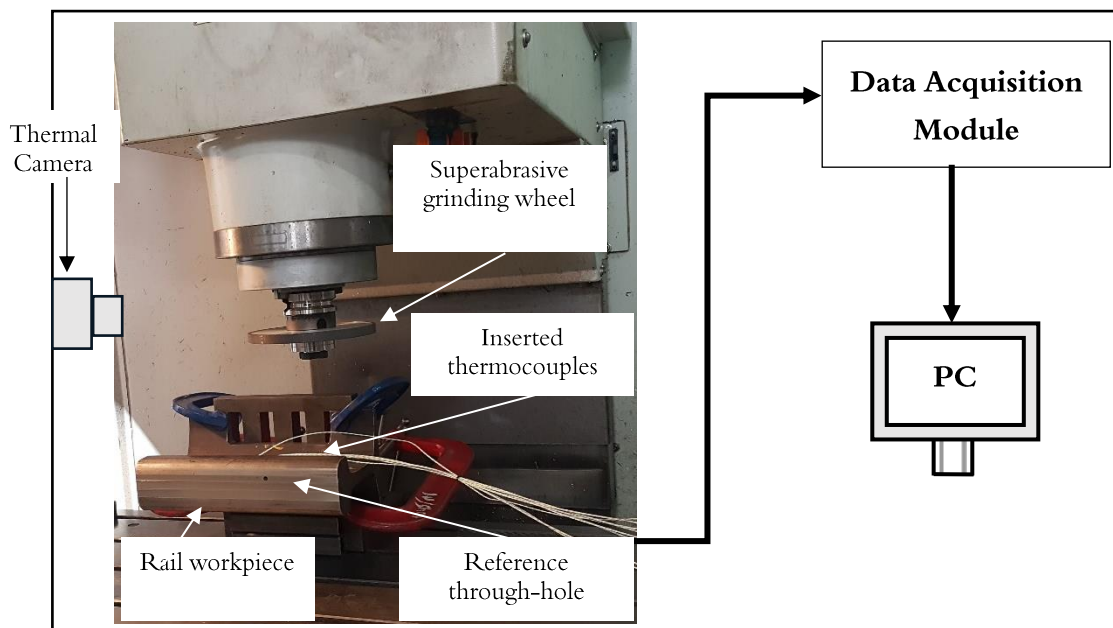 Thermal
Camera
Superabrasive
grinding wheel
Inserted
thermocouples
Rail workpiece
Reference
through-hole
Data Acquisition
Module
PC